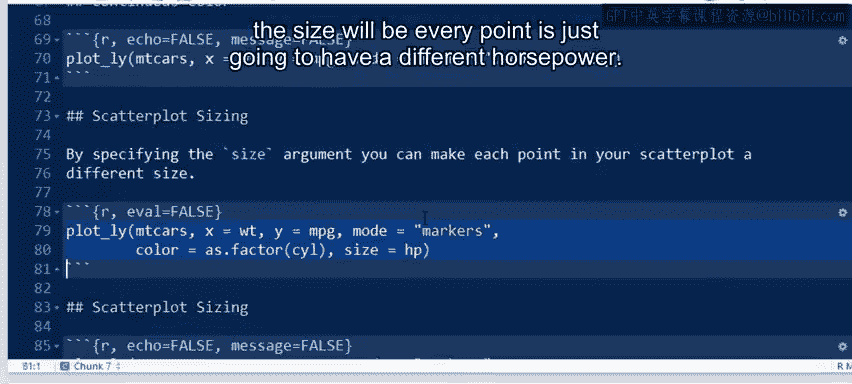 68
the size will be every point is just
GPT中英字幕课程资源@bilibili.com
69 ```{r, echo=FALSE, message=FALSE}
going to have a different horsepower.
70 plot_ly(mtcars, x =
71 ```
72
73 ## Scatterplot Sizing
74
75 By specifying the `size` argument you can make each point in your scatterplot a
76 different size.
77
78 ```{r, eval=FALSE}
79 plot_ly(mtcars, x = wt, y = mpg, mode = "markers",
80 color = as.factor(cyl), size = hp)
81 ```
82
83 ## Scatterplot Sizing
84
85 ```{r, echo=FALSE, message=FALSE}
81:1 C Chunk 7 R M